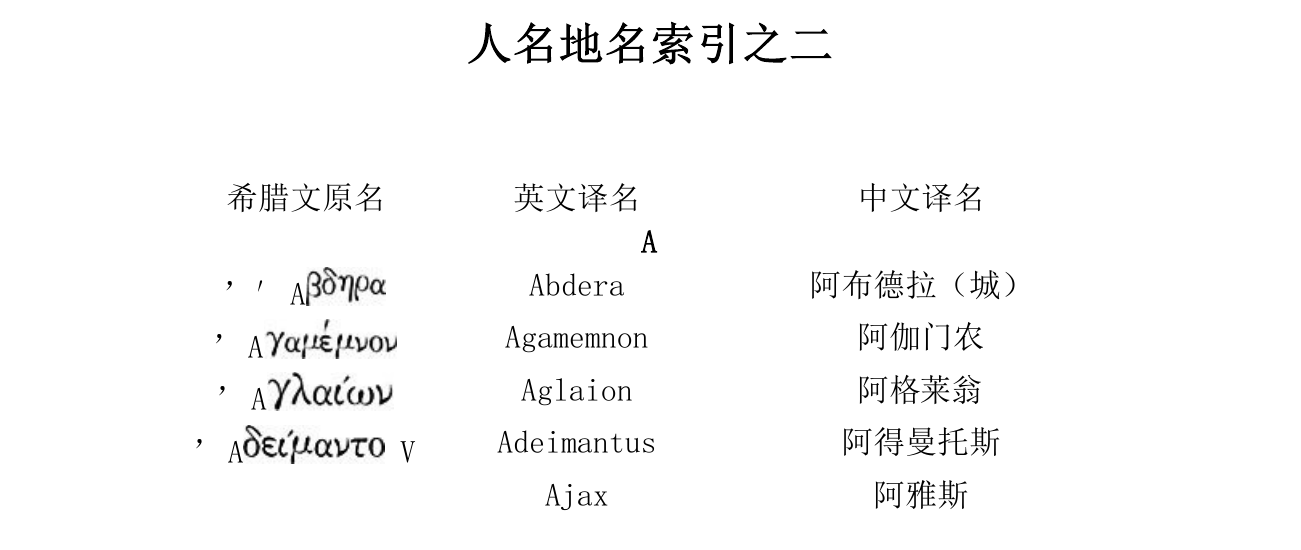 人名地名索引之二
希腊文原名 英文译名 中文译名
A
’ ′ Aβδηρα Abdera 阿布德拉（城）
’ Aγαμέμνον Agamemnon 阿伽门农
’ Aγλαίων Aglaion 阿格莱翁
’ Aδείμαντο V Adeimantus 阿得曼托斯
Ajax 阿雅斯